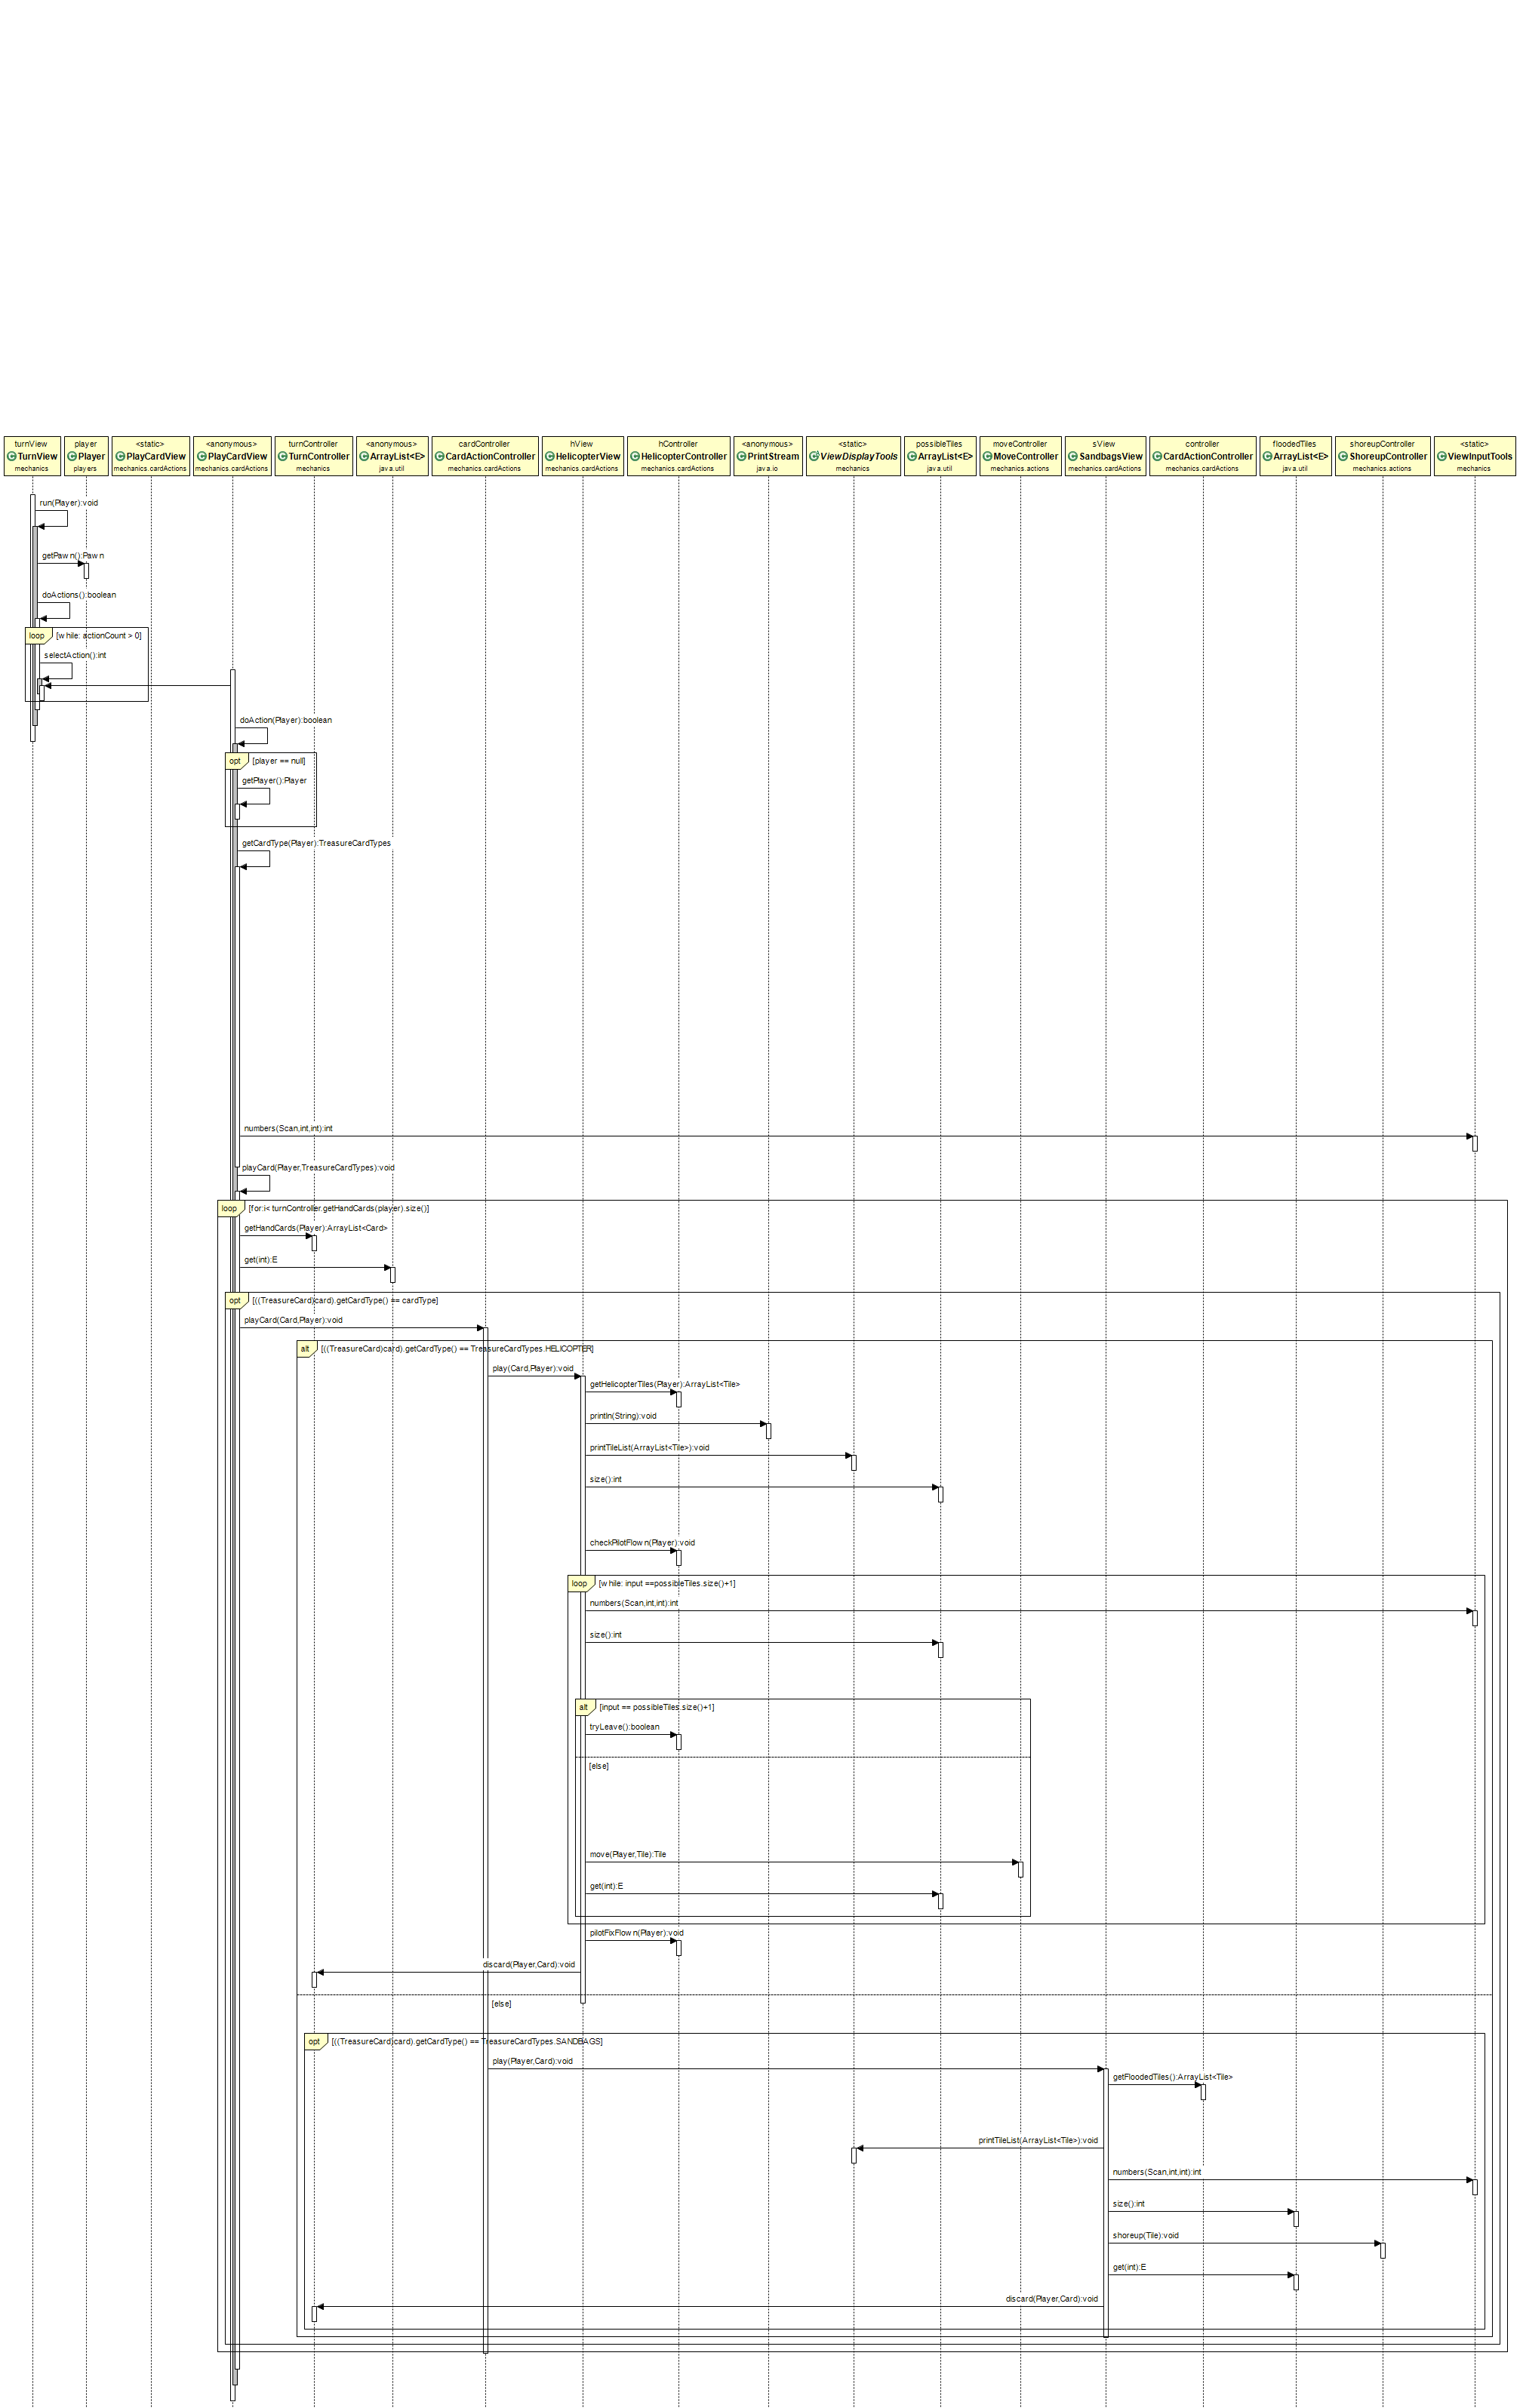 turnView
TurnView
mechanics
player
Player
players
<static>
PlayCardView
mechanics.cardActions
<anonymous>
PlayCardView
mechanics.cardActions
turnController
TurnController
mechanics
<anonymous>
ArrayList<E>
java.util
cardController
CardActionController
mechanics.cardActions
hView
HelicopterView
mechanics.cardActions
hController
HelicopterController
mechanics.cardActions
<anonymous>
PrintStream
java.io
<static>
ViewDisplayTools
mechanics
possibleTiles
ArrayList<E>
java.util
moveController
MoveController
mechanics.actions
sView
SandbagsView
mechanics.cardActions
controller
CardActionController
mechanics.cardActions
floodedTiles
ArrayList<E>
java.util
shoreupController
ShoreupController
mechanics.actions
<static>
ViewInputTools
mechanics
run(Player):void
getPawn():Pawn
doActions():boolean
loop [while: actionCount > 0]
selectAction():int
doAction(Player):boolean
opt [player == null]
getPlayer():Player
getCardType(Player):TreasureCardTypes
numbers(Scan,int,int):int
playCard(Player,TreasureCardTypes):void
loop [for:i< turnController.getHandCards(player).size()]
getHandCards(Player):ArrayList<Card>
get(int):E
opt [((TreasureCard)card).getCardType() == cardType]
playCard(Card,Player):void
alt [((TreasureCard)card).getCardType() == TreasureCardTypes.HELICOPTER]
play(Card,Player):void
getHelicopterTiles(Player):ArrayList<Tile>
println(String):void
printTileList(ArrayList<Tile>):void
size():int
checkPilotFlown(Player):void
loop [while: input ==possibleTiles.size()+1]
numbers(Scan,int,int):int
size():int
alt [input == possibleTiles.size()+1]
tryLeave():boolean
[else]
move(Player,Tile):Tile
get(int):E
pilotFixFlown(Player):void
discard(Player,Card):void
[else]
opt [((TreasureCard)card).getCardType() == TreasureCardTypes.SANDBAGS]
play(Player,Card):void
getFloodedTiles():ArrayList<Tile>
printTileList(ArrayList<Tile>):void
numbers(Scan,int,int):int
size():int
shoreup(Tile):void
get(int):E
discard(Player,Card):void